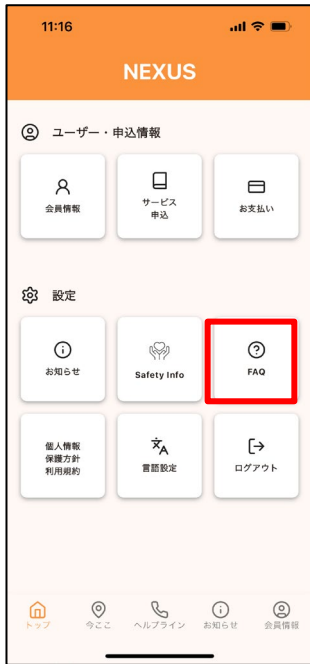 11:16
NEXUS
ユーザー・申込情報
会員情報
サービス
申込
お支払い
設定
お知らせ
Safety Info
FAQ
個人情報
保護方針
利用規約
言語設定
ログアウト
トップ
今ここ
ヘルプライン
お知らせ
会員情報